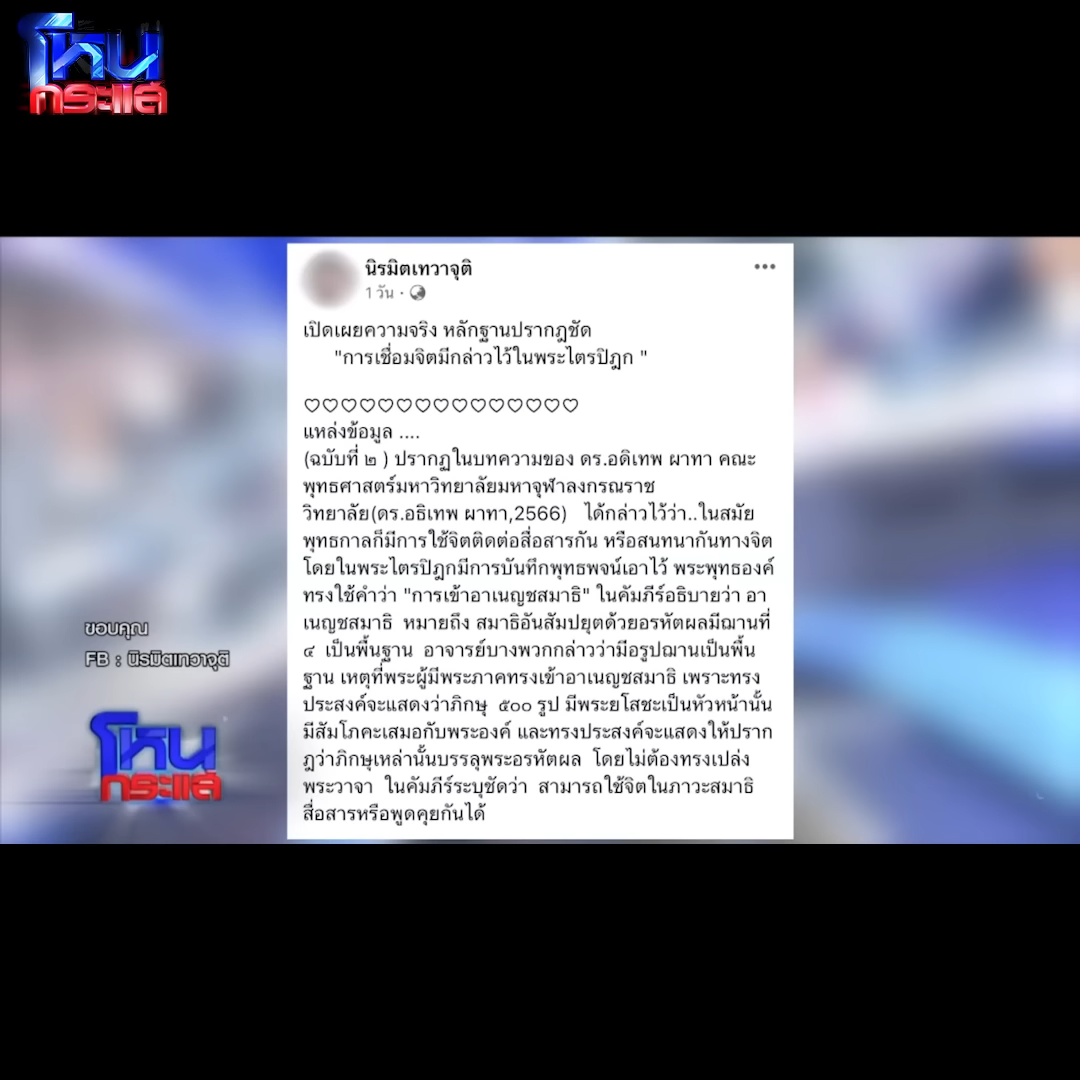 โหน
กระแส
นิรมิตเทวาจุติ
1 วัน ·
เปิดเผยความจริง หลักฐานปรากฏชัด
"การเชื่อมจิตมีกล่าวไว้ในพระไตรปิฎก "
♡♡♡♡♡♡♡♡♡♡♡♡♡♡♡
แหล่งข้อมูล ....
(ฉบับที่ ๒ ) ปรากฏในบทความของ ดร.อดิเทพ ผาทา คณะ
พุทธศาสตร์มหาวิทยาลัยมหาจุฬาลงกรณราช
วิทยาลัย(ดร.อธิเทพ ผาทา,2566) ได้กล่าวไว้ว่า..ในสมัย
พุทธกาลก็มีการใช้จิตติดต่อสื่อสารกัน หรือสนทนากันทางจิต
โดยในพระไตรปิฎกมีการบันทึกพุทธพจน์เอาไว้ พระพุทธองค์
ทรงใช้คำว่า "การเข้าอาเนญชสมาธิ" ในคัมภีร์อธิบายว่า อา
เนญชสมาธิ หมายถึง สมาธิอันสัมปยุตด้วยอรหัตผลมีฌานที่
๔ เป็นพื้นฐาน อาจารย์บางพวกกล่าวว่ามีอรูปฌานเป็นพื้น
ฐาน เหตุที่พระผู้มีพระภาคทรงเข้าอาเนญชสมาธิ เพราะทรง
ประสงค์จะแสดงว่าภิกษุ ๕๐๐ รูป มีพระยโสชะเป็นหัวหน้านั้น
มีสัมโภคะเสมอกับพระองค์ และทรงประสงค์จะแสดงให้ปราก
ฏว่าภิกษุเหล่านั้นบรรลุพระอรหัตผล โดยไม่ต้องทรงเปล่ง
พระวาจา ในคัมภีร์ระบุชัดว่า สามารถใช้จิตในภาวะสมาธิ
สื่อสารหรือพูดคุยกันได้
ขอบคุณ
FB : นิรมิตเทวาจุติ
โหน
กระแส